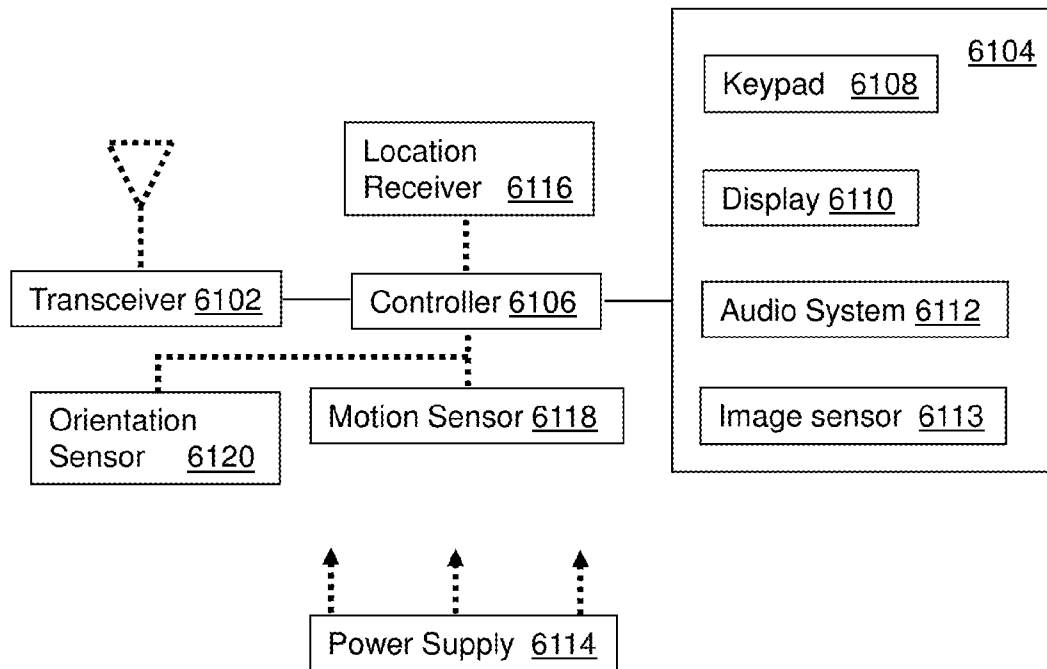 6104
Keypad 6108
Location
Receiver 6116
Display 6110
Transceiver 6102
Controller 6106
Audio System 6112
Orientation
Sensor 6120
Motion Sensor 6118
Image sensor 6113
Power Supply 6114